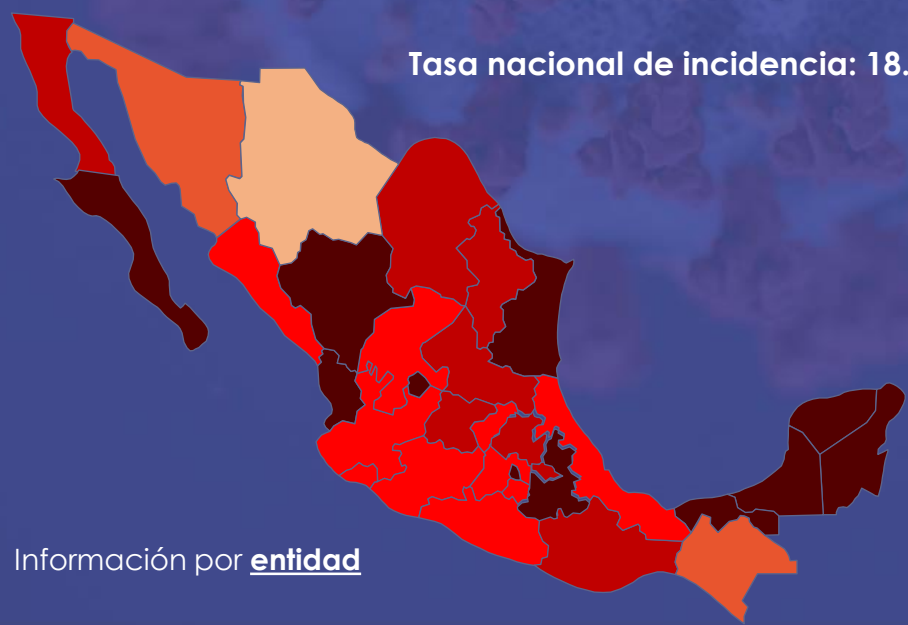 Tasa nacional de incidencia: 18.
Información por entidad